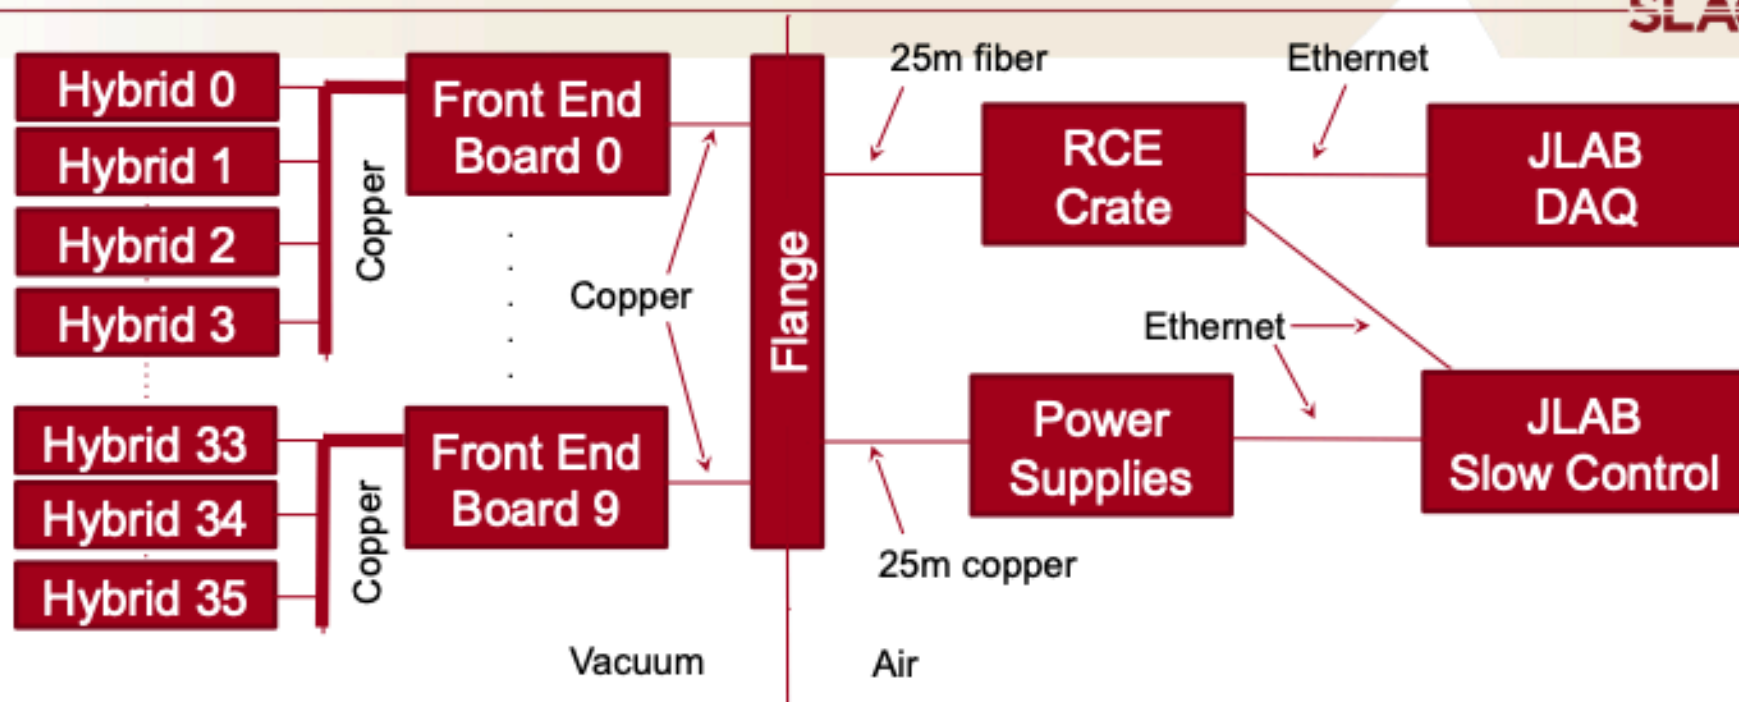 25m fiber
Ethernet
Hybrid 0
Hybrid 1
Hybrid 2
Hybrid 3
Copper
Front End
Board 0
Copper
Flange
RCE
Crate
JLAB
DAQ
Ethernet
Hybrid 33
Hybrid 34
Hybrid 35
Copper
Front End
Board 9
Power
Supplies
JLAB
Slow Control
25m copper
Vacuum
Air